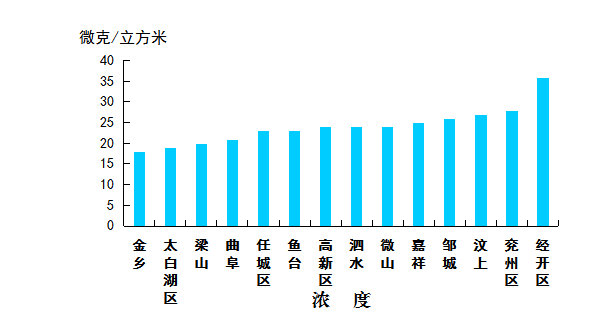 微克/立方米
40
35
30
25
20
15
10
5
0
金乡
太白湖区
梁山
曲阜
任城区
鱼台
高新区
泗水
微山
嘉祥
邹城
汶上
兖州区
经开区
浓 度